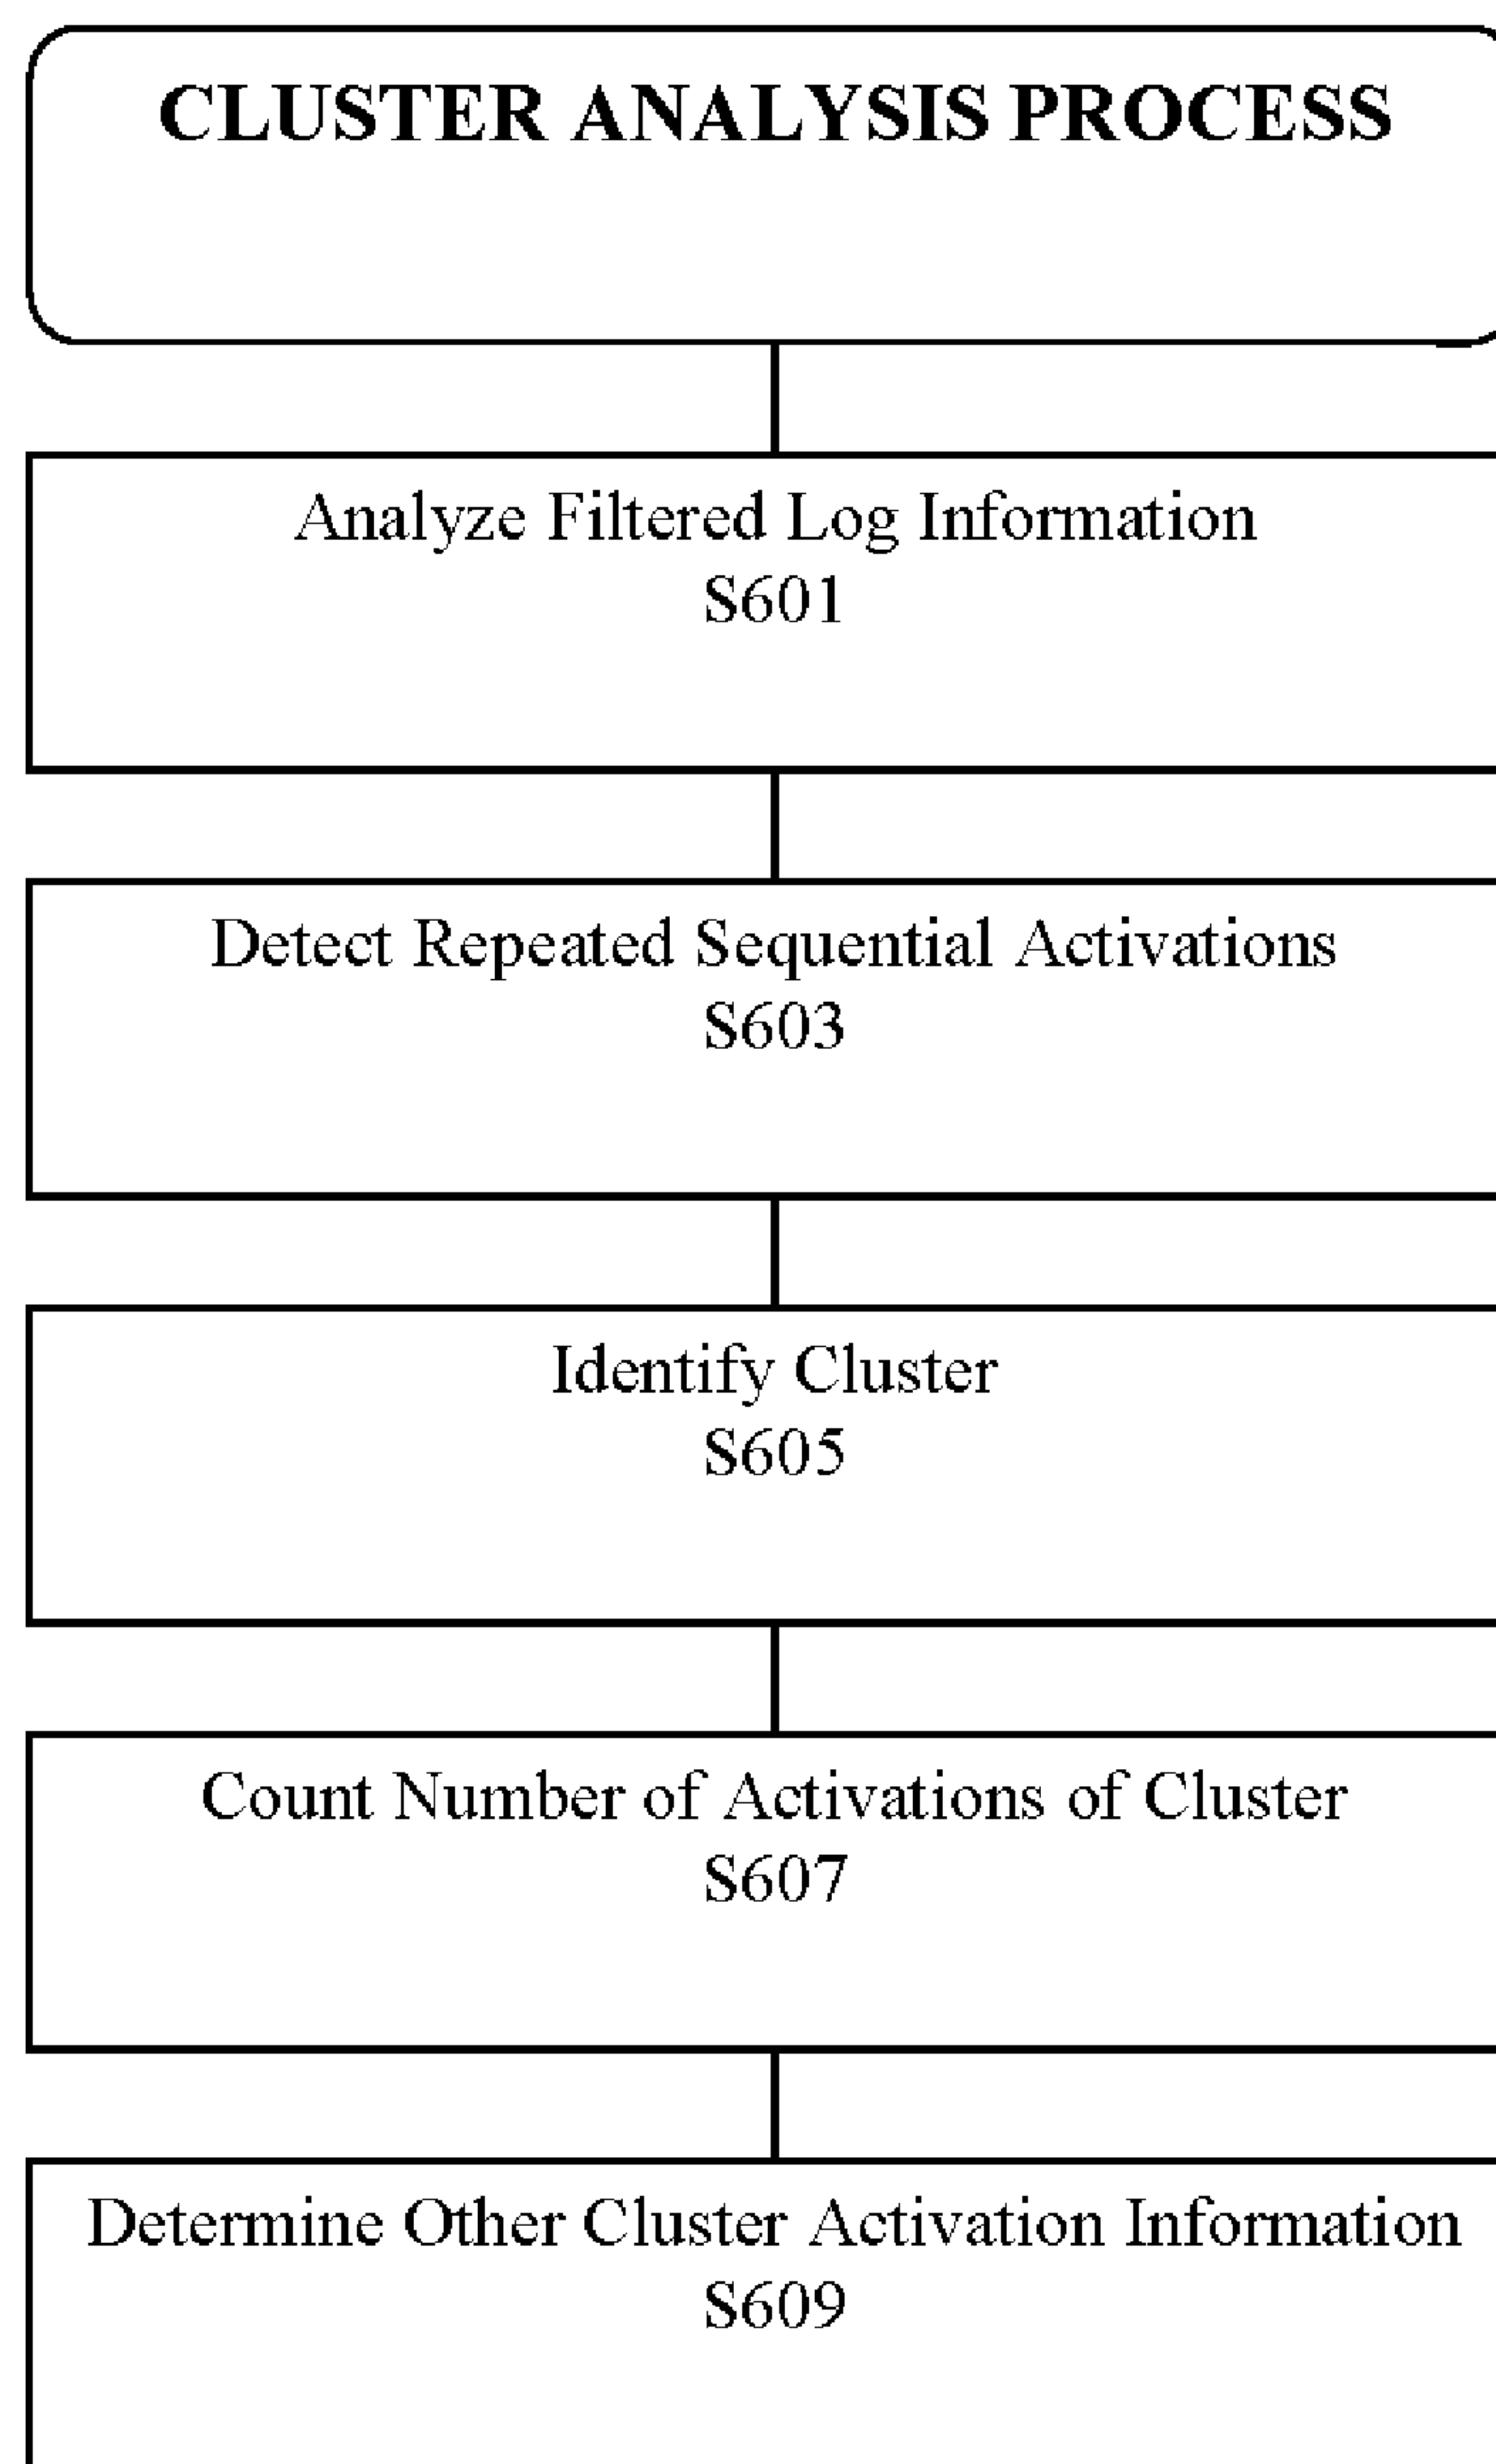 CLUSTER ANALYSIS PROCESS
Analyze Filtered Log Information
S601
Detect Repeated Sequential Activations
S603
Identify Cluster
S605
Count Number of Activations of Cluster
S607
Determine Other Cluster Activation Information
S609